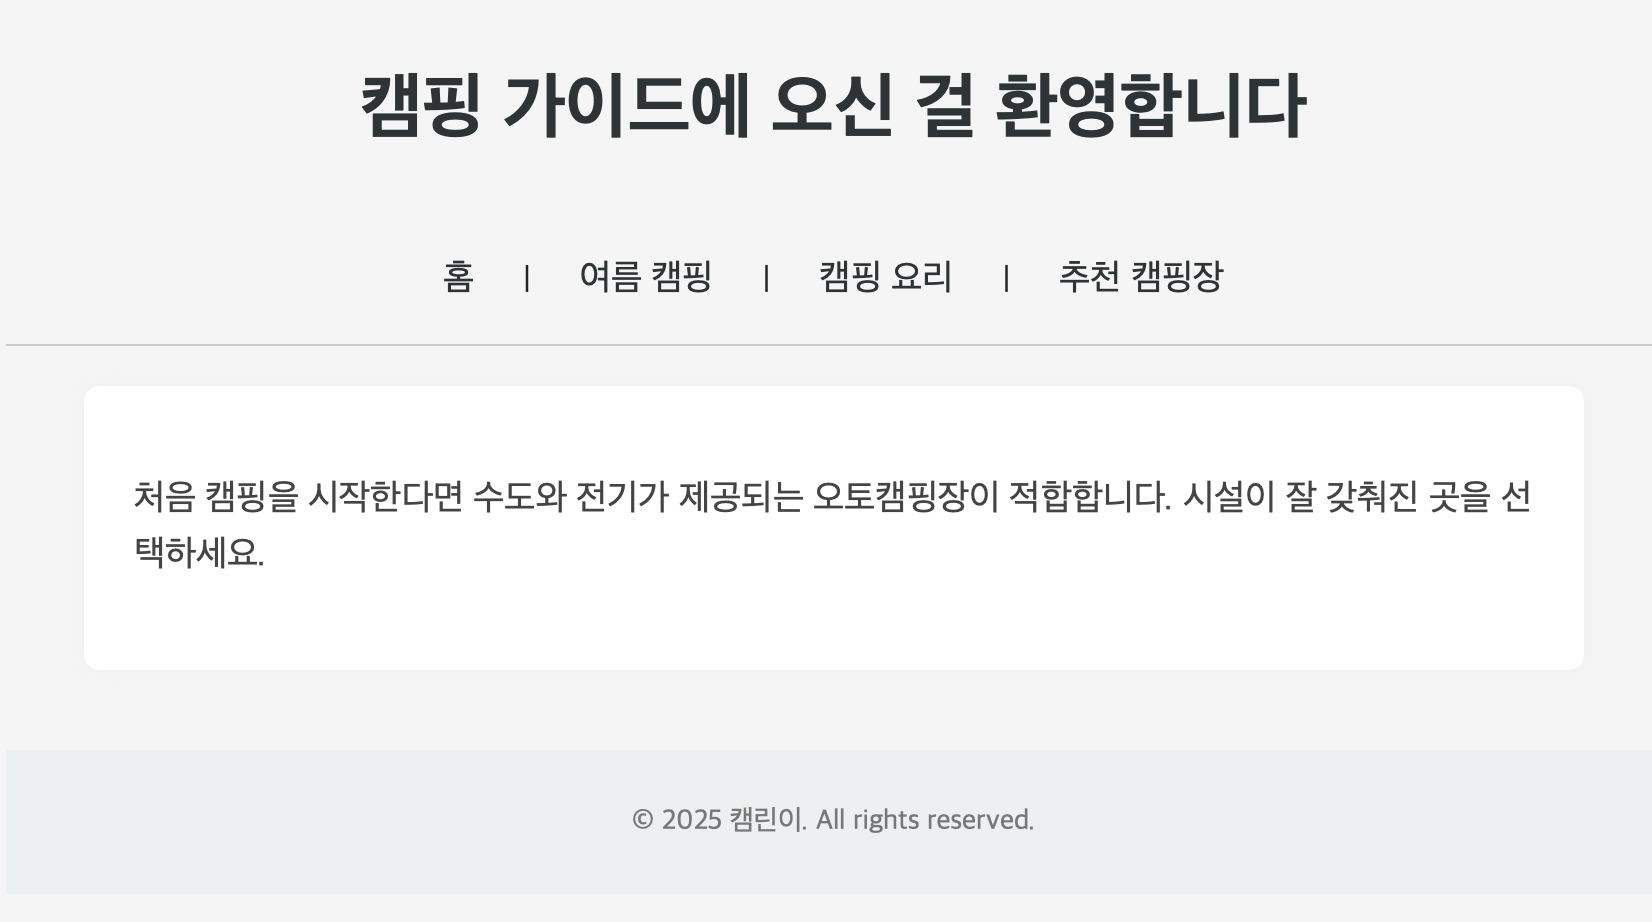 캠핑 가이드에 오신 걸 환영합니다
홈 | 여름 캠핑 | 캠핑 요리 | 추천 캠핑장
처음 캠핑을 시작한다면 수도와 전기가 제공되는 오토캠핑장이 적합합니다. 시설이 잘 갖춰진 곳을 선
택하세요.
© 2025 캠린이. All rights reserved.